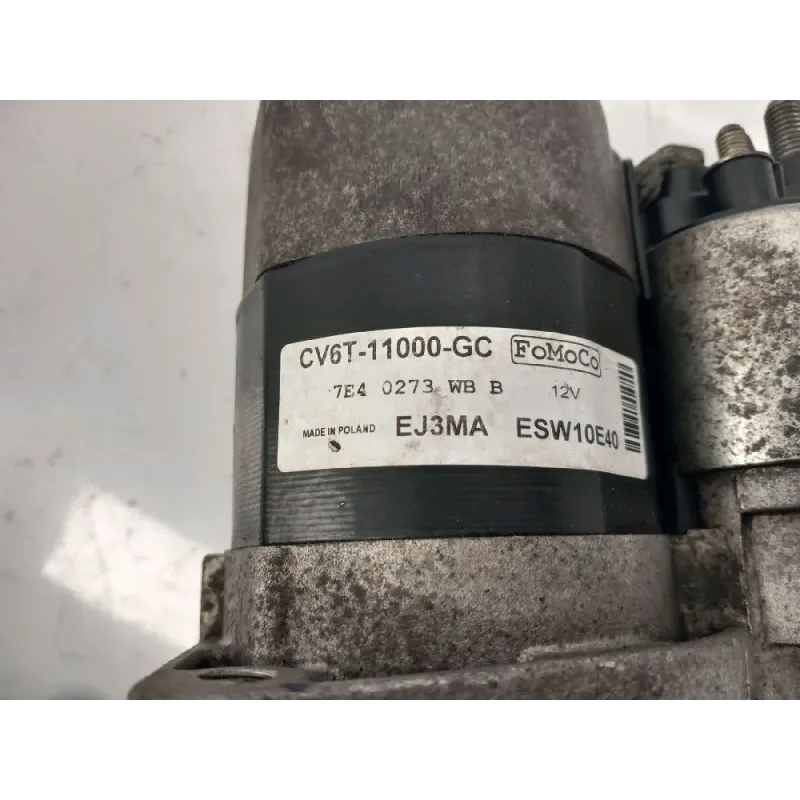 CV6T-11000-GC FoMoCo
7E4 0273 WB B 12V
MADE IN POLAND EJ3MA ESW10E40